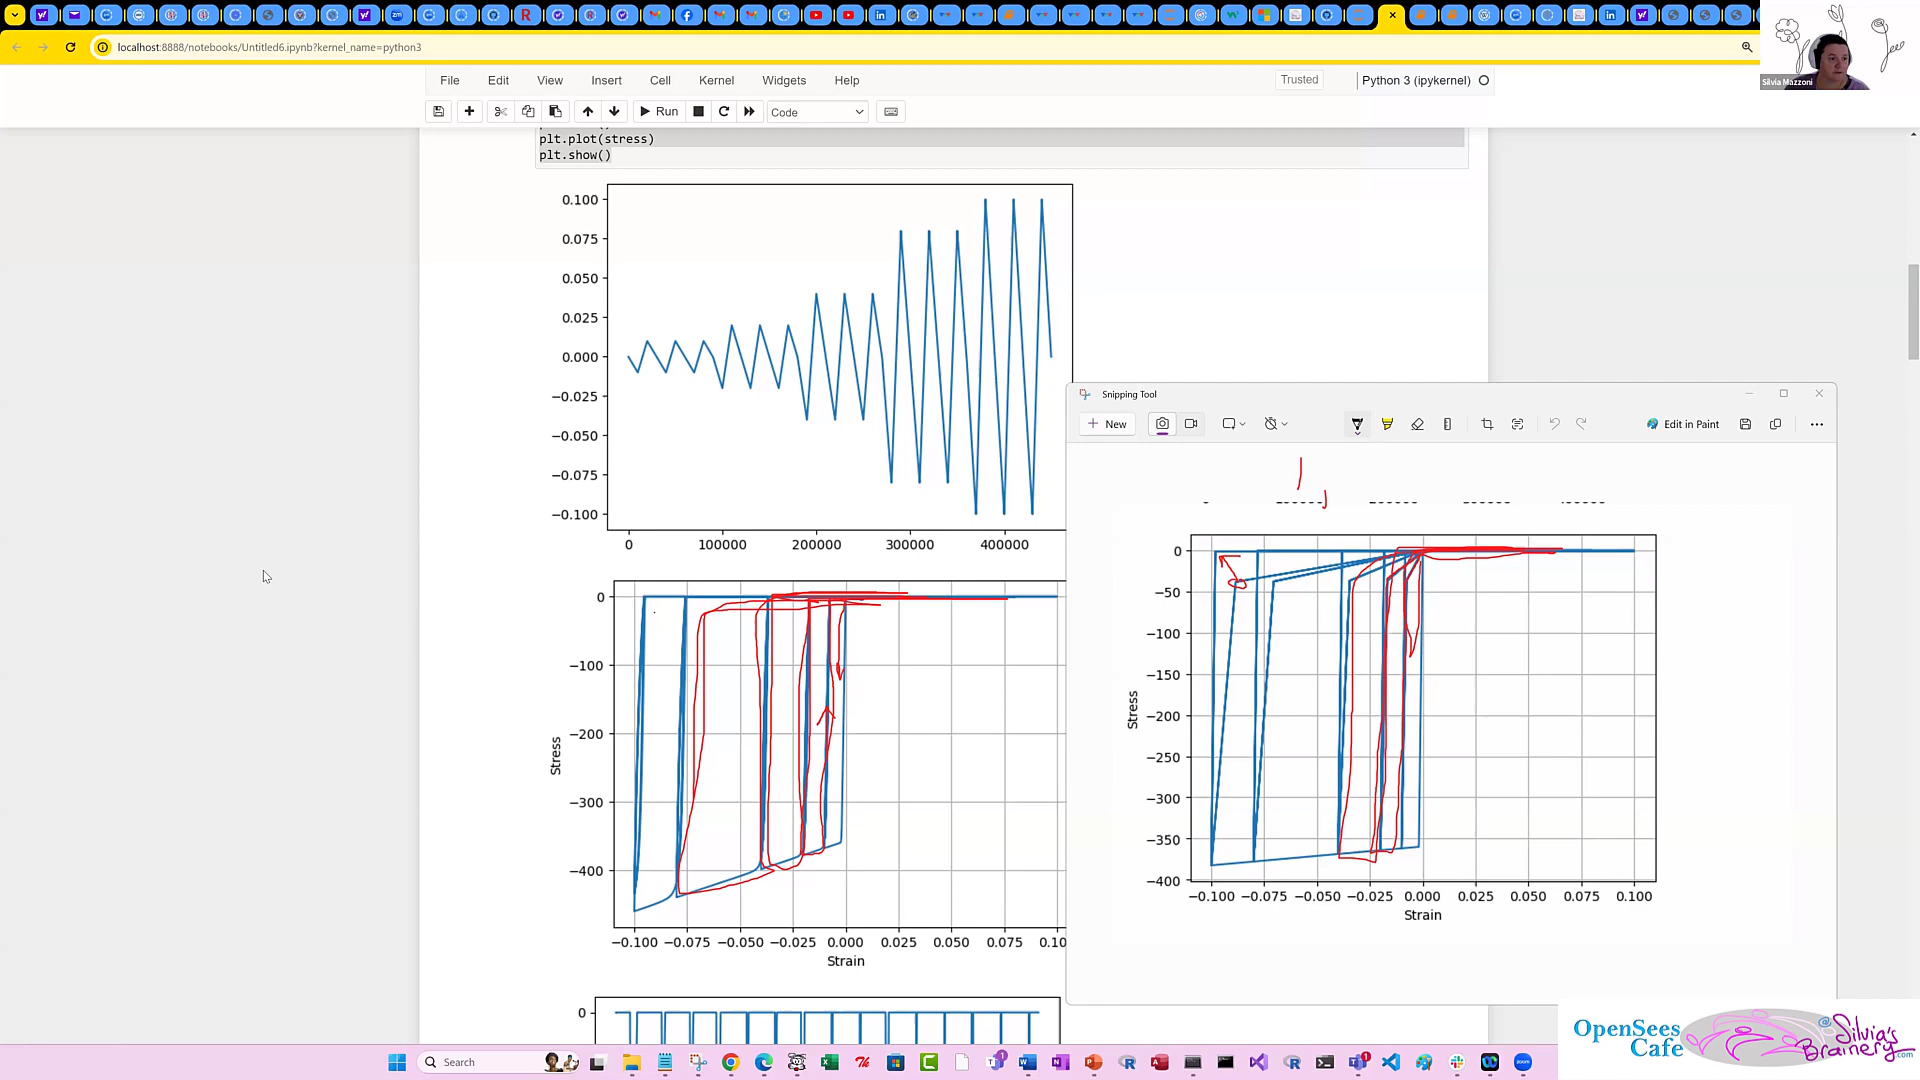 localhost:8888/notebooks/Untitled6.ipynb?kernel_name=python3
Silvia Mazzoni
File Edit View Insert Cell Kernel Widgets Help
Trusted Python 3 (ipykernel)
Run Code
plt.plot(stress)
plt.show()
0.100
0.075
0.050
0.025
0.000
−0.025
−0.050
−0.075
−0.100
0 100000 200000 300000 400000
Snipping Tool
New Edit in Paint
0
−100
−200
−300
−400
Stress
−0.100 −0.075 −0.050 −0.025 0.000 0.025 0.050 0.075 0.10
Strain
0
−50
−100
−150
−200
−250
−300
−350
−400
Stress
−0.100 −0.075 −0.050 −0.025 0.000 0.025 0.050 0.075 0.100
Strain
0
OpenSees
Cafe
Silvia's
Brainery.com
Search